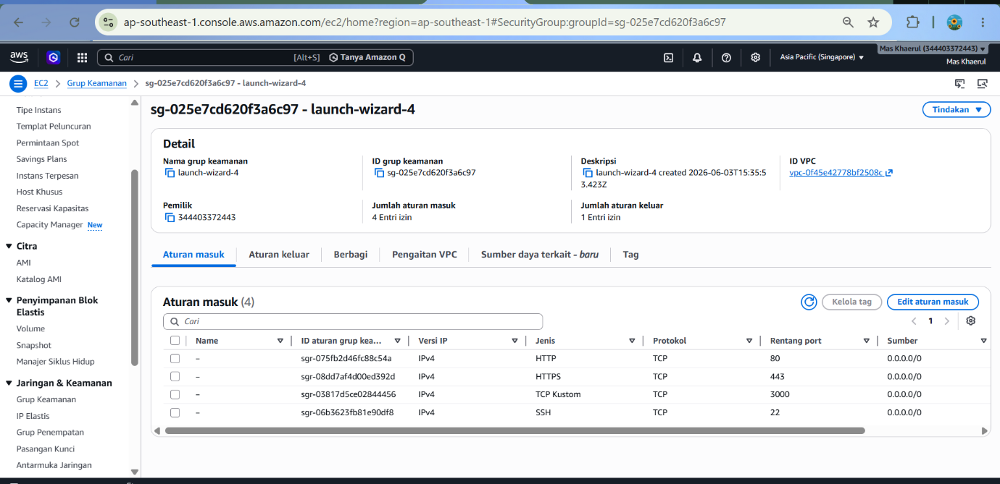 ap-southeast-1.console.aws.amazon.com/ec2/home?region=ap-southeast-1#SecurityGroup:groupId=sg-025e7cd620f3a6c97
aws
Cari
[Alt+S]
Tanya Amazon Q
Asia Pacific (Singapore)
Mas Khaerul (344403372443)
Mas Khaerul
EC2
Grup Keamanan
sg-025e7cd620f3a6c97 - launch-wizard-4
Tipe Instans
Templat Peluncuran
Permintaan Spot
Savings Plans
Instans Terpesan
Host Khusus
Reservasi Kapasitas
Capacity Manager New
Citra
AMI
Katalog AMI
Penyimpanan Blok
Elastis
Volume
Snapshot
Manajer Siklus Hidup
Jaringan & Keamanan
Grup Keamanan
IP Elastis
Grup Penempatan
Pasangan Kunci
Antarmuka Jaringan
sg-025e7cd620f3a6c97 - launch-wizard-4
Tindakan
Detail
Nama grup keamanan
launch-wizard-4
ID grup keamanan
sg-025e7cd620f3a6c97
Deskripsi
launch-wizard-4 created 2026-06-03T15:35:5
3.423Z
ID VPC
vpc-0f45e42778bf2508c
Pemilik
344403372443
Jumlah aturan masuk
4 Entri izin
Jumlah aturan keluar
1 Entri izin
Aturan masuk
Aturan keluar
Berbagi
Pengaitan VPC
Sumber daya terkait - baru
Tag
Aturan masuk (4)
Kelola tag
Edit aturan masuk
Cari
1
Name ID aturan grup kea... Versi IP Jenis Protokol Rentang port Sumber
– sgr-075fb2d46fc88c54a IPv4 HTTP TCP 80 0.0.0.0/0
– sgr-08dd7af4d00ed392d IPv4 HTTPS TCP 443 0.0.0.0/0
– sgr-03817d5ce02844456 IPv4 TCP Kustom TCP 3000 0.0.0.0/0
– sgr-06b3623fb81e90df8 IPv4 SSH TCP 22 0.0.0.0/0